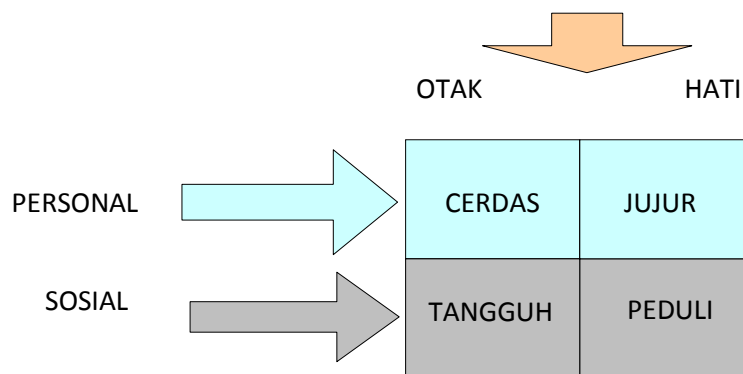 OTAK HATI
PERSONAL CERDAS JUJUR
SOSIAL TANGGUH PEDULI